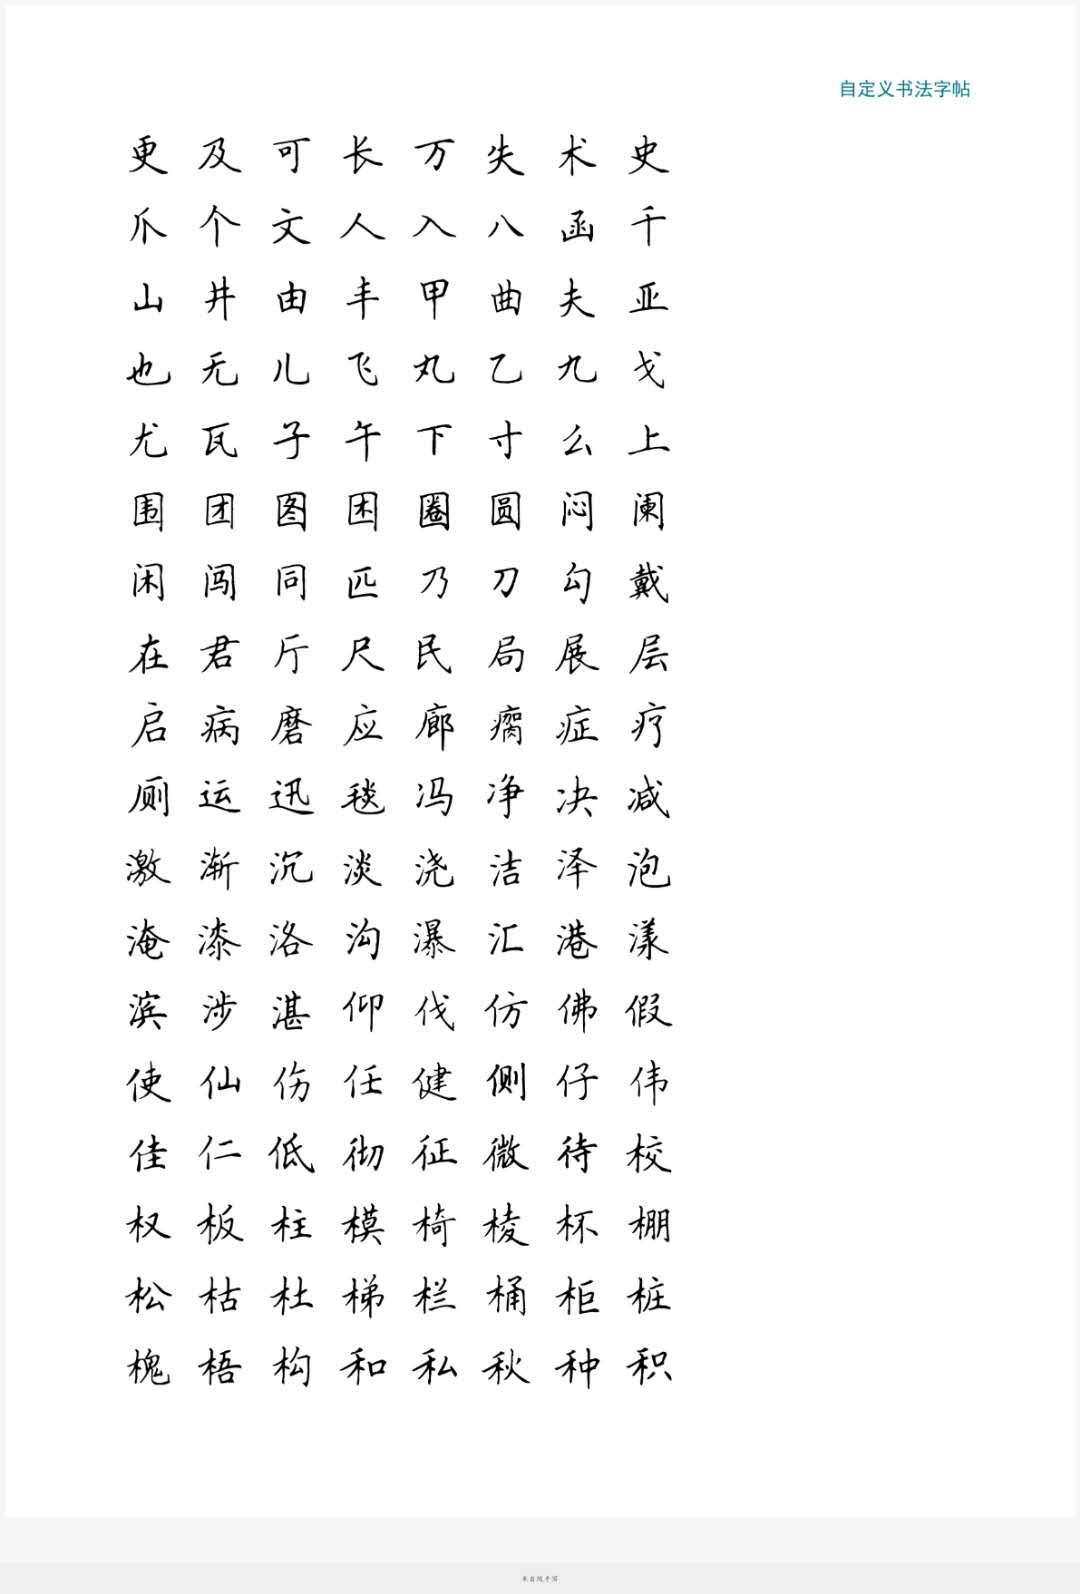 自定义书法字帖
更 及 可 长 万 失 术 史
爪 个 文 人 入 八 函 千
山 井 由 丰 甲 曲 夫 亚
也 无 儿 飞 丸 乙 九 戈
尤 瓦 子 午 下 寸 么 上
围 团 图 困 圈 圆 闷 阑
闲 闯 同 匹 乃 刀 勾 戴
在 君 斤 尺 民 局 展 层
启 病 磨 应 廊 瘸 症 疗
厕 运 迅 毯 冯 净 决 减
激 渐 沉 淡 浇 洁 泽 泡
淹 漆 洛 沟 瀑 汇 港 漾
滨 涉 湛 仰 伐 仿 佛 假
使 仙 伤 任 健 侧 仔 伟
佳 仁 低 彻 征 微 待 校
权 板 柱 模 椅 棱 杯 棚
松 枯 杜 梯 栏 桶 柜 桩
槐 梧 构 和 私 秋 种 积